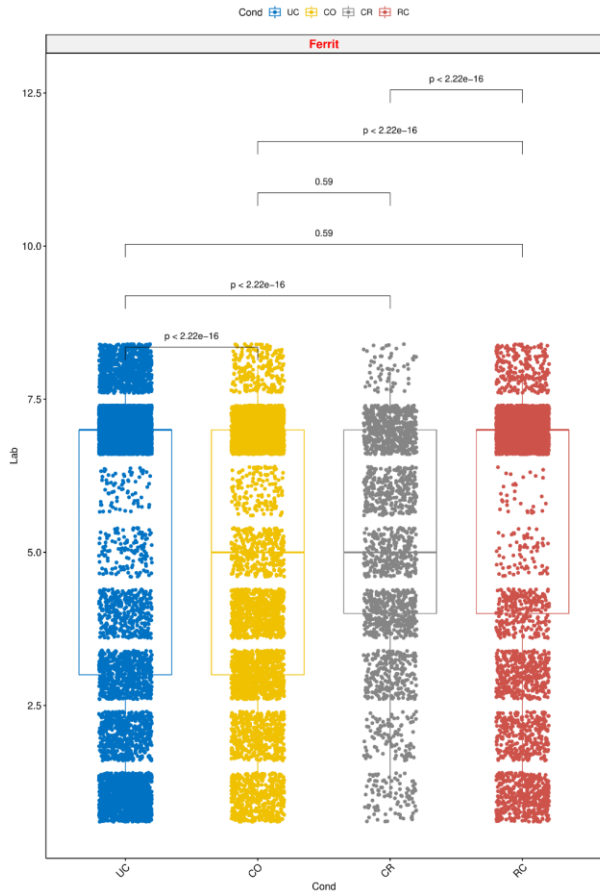 Cond UC CO CR RC
Ferrit
12.5
p < 2.22e−16
p < 2.22e−16
0.59
10.0
0.59
p < 2.22e−16
p < 2.22e−16
7.5
Lab
5.0
2.5
UC CO CR RC
Cond